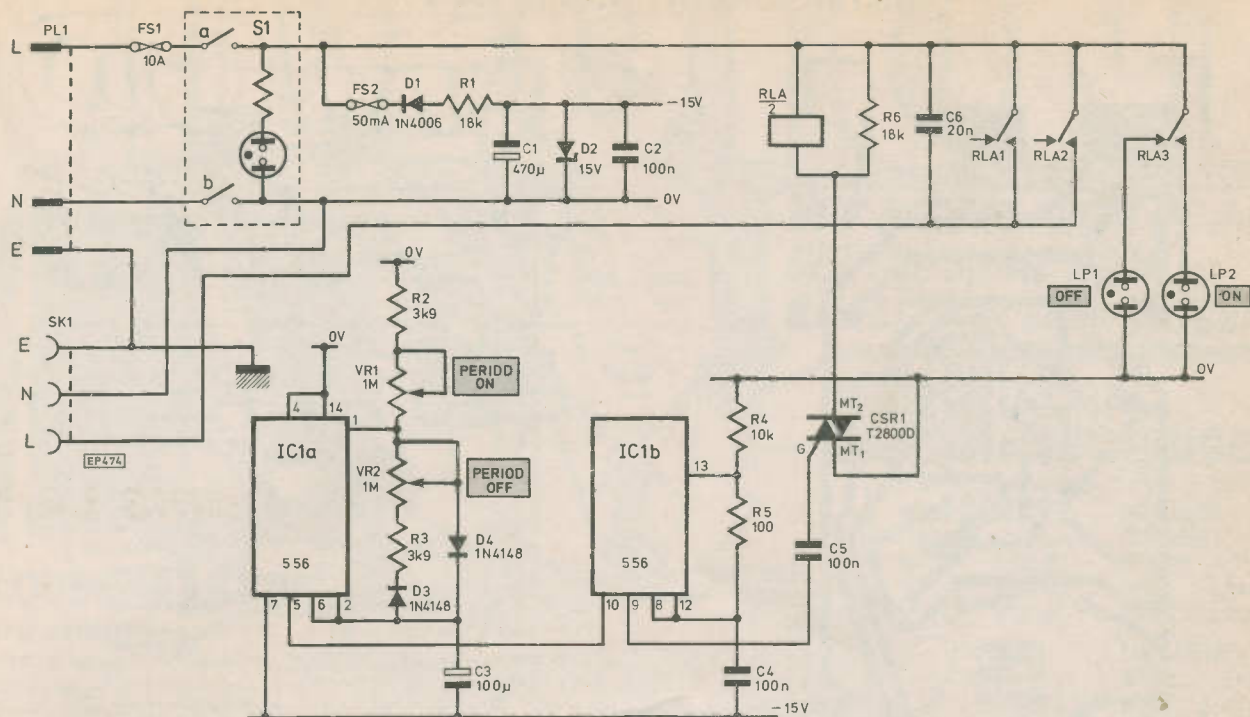 L
PL1
FS1
10A
a
S1
FS2
50mA
D1
1N4006
R1
18k
-15V
C1
470µ
D2
15V
C2
100n
RLA
2
R6
18k
C6
20n
RLA1
RLA2
RLA3
N
b
0V
E
LP1
OFF
LP2
ON
SK1
E
N
L
EP474
0V
R2
3k9
0V
VR1
1M
PERIDD
ON
4
14
1
IC1a
556
VR2
1M
PERIOD
OFF
R3
3k9
D4
1N4148
D3
1N4148
7
5
6
2
C3
100µ
IC1b
556
13
10
9
8
12
R4
10k
R5
100
0V
MT2
CSR1
T2800D
G
MT1
C5
100n
C4
100n
-15V